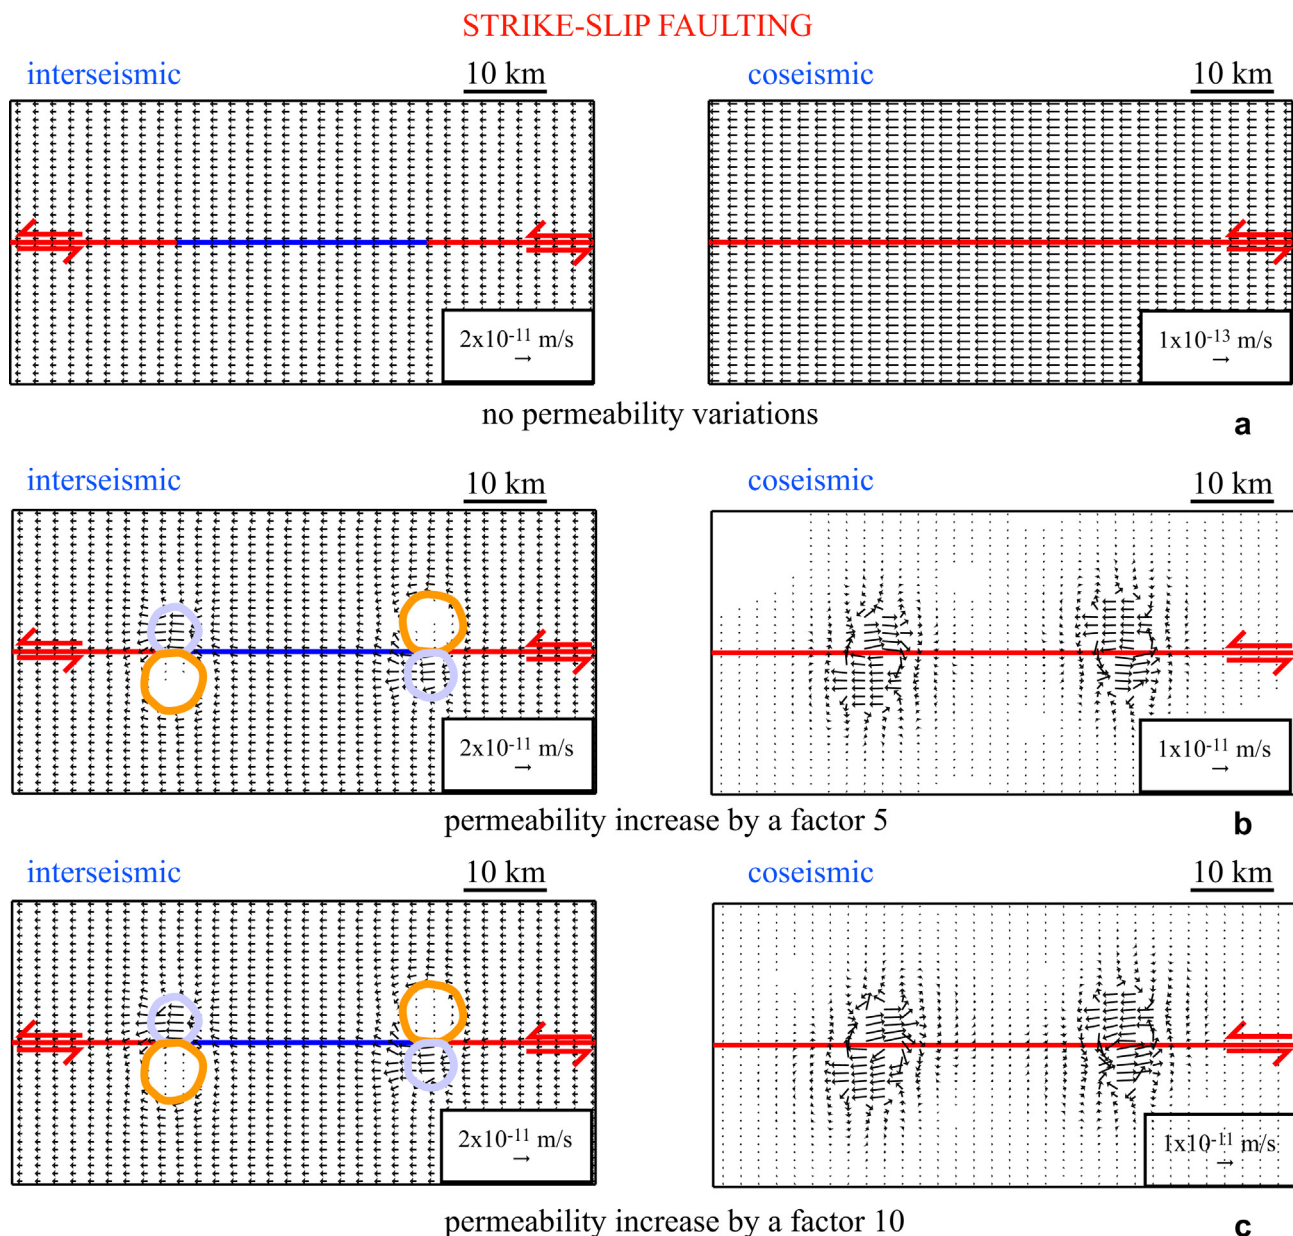 STRIKE-SLIP FAULTING
interseismic 10 km coseismic 10 km
2x10-11 m/s 1x10-13 m/s
no permeability variations a
interseismic 10 km coseismic 10 km
2x10-11 m/s 1x10-11 m/s
permeability increase by a factor 5 b
interseismic 10 km coseismic 10 km
2x10-11 m/s 1x10-11 m/s
permeability increase by a factor 10 c